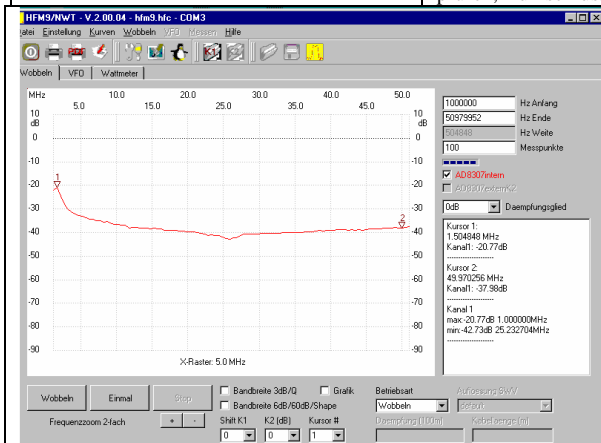 HFM9/NWT - V.2.00.04 - hfm9.hfc - COM3
Einstellung Kurven Wobbeln VFO Messen Hilfe
Wobbeln VFO Wattmeter
MHz 10.0 20.0 30.0 40.0 50.0
5.0 15.0 25.0 35.0 45.0
10 10
dB dB
0 0
-10 -10
-20 -20
-30 -30
-40 -40
-50 -50
-60 -60
-70 -70
-80 -80
-90 -90
1
2
X-Raster: 5.0 MHz
1000000 Hz Anfang
50979952 Hz Ende
504848 Hz Weite
100 Messpunkte
AD8307intern
AD8307externK2
0dB Daempfungsglied
Kursor 1:
1.504848 MHz
Kanal1: -20.77dB
--------------------
Kursor 2:
49.970256 MHz
Kanal1: -37.98dB
--------------------
Kanal 1
max:-20.77dB 1.000000MHz
min:-42.73dB 25.232704MHz
--------------------
Wobbeln Einmal Stop
Frequenzzoom 2-fach + -
Bandbreite 3dB/Q Grafik
Bandbreite 6dB/60dB/Shape
Shift K1 K2 (dB) Kursor #
0 0 1
Betriebsart Aufloesung SWV
Wobbeln default
Daempfung (100m) Kabellaenge (m)